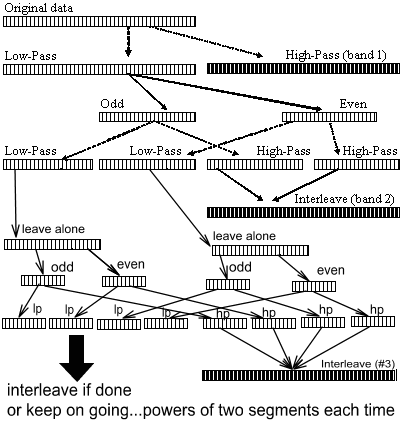 Original data
Low-Pass High-Pass (band 1)
Odd Even
Low-Pass Low-Pass High-Pass High-Pass
Interleave (band 2)
leave alone leave alone
odd even odd even
lp lp lp lp hp hp hp hp
Interleave (#3)
interleave if done
or keep on going...powers of two segments each time